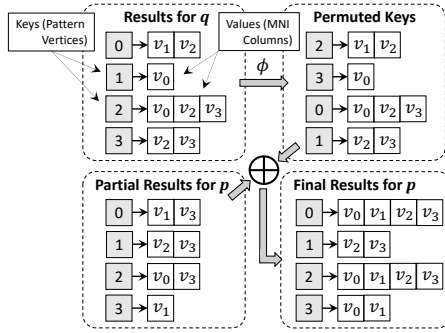 Results for q
Keys (Pattern Vertices)
Values (MNI Columns)
0 v1 v2
1 v0
2 v0 v2 v3
3 v2 v3
ϕ
Permuted Keys
2 v1 v2
3 v0
0 v0 v2 v3
1 v2 v3
Partial Results for p
0 v1 v3
1 v2 v3
2 v0 v3
3 v1
Final Results for p
0 v0 v1 v2 v3
1 v2 v3
2 v0 v1 v2 v3
3 v0 v1